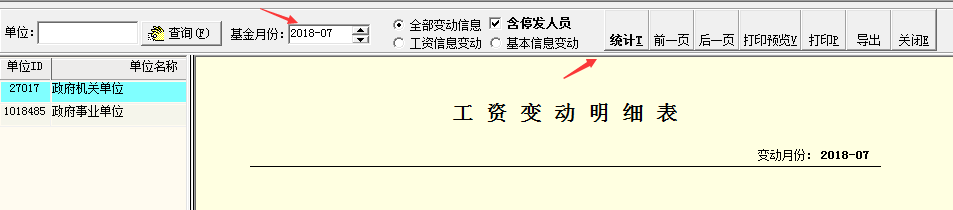 单位: 查询(F) 基金月份: 2018-07 全部变动信息 含停发人员
工资信息变动 基本信息变动
统计T 前一页 后一页 打印预览V 打印P 导出 关闭E
单位ID 单位名称
27017 政府机关单位
1018485 政府事业单位
工资变动明细表
变动月份: 2018-07